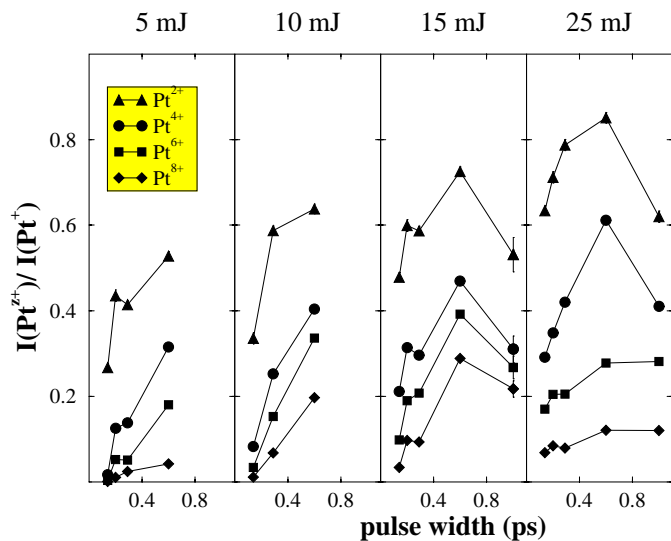 5 mJ 10 mJ 15 mJ 25 mJ
Pt2+
Pt4+
Pt6+
Pt8+
0.8
0.6
0.4
0.2
I(Ptz+)/ I(Pt+)
0.4 0.8 0.4 0.8 0.4 0.8 0.4 0.8
pulse width (ps)